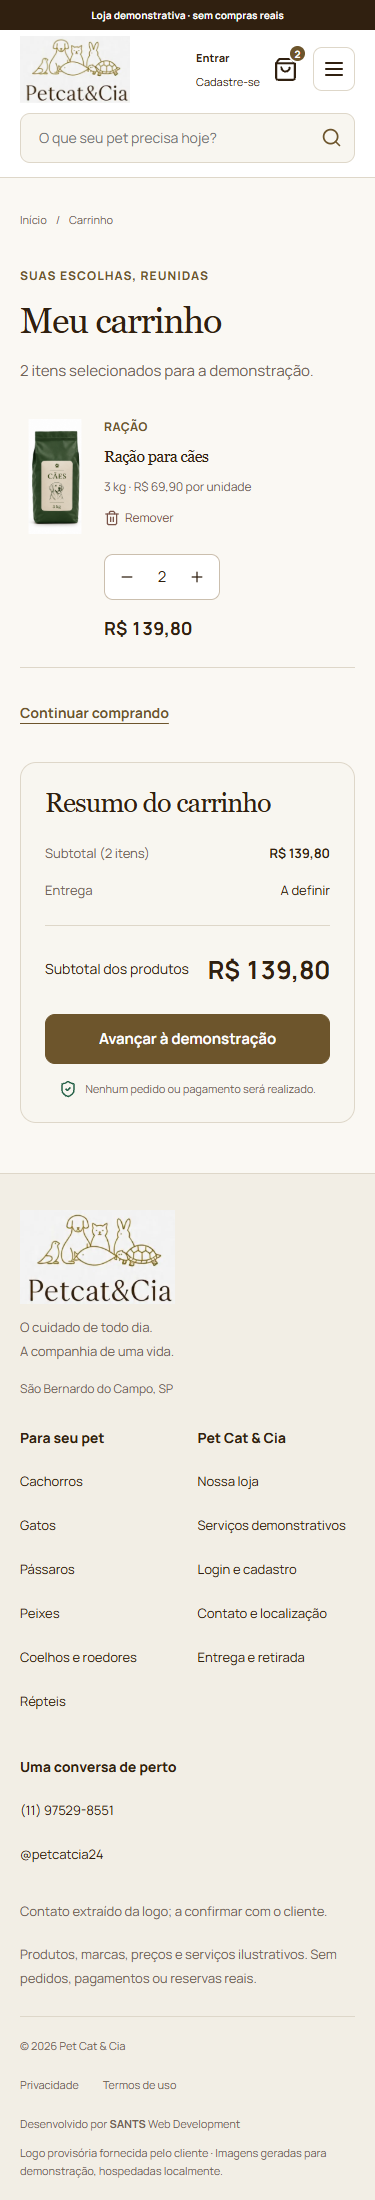 Loja demonstrativa · sem compras reais
Petcat&Cia
Entrar
Cadastre-se
2
O que seu pet precisa hoje?
Início / Carrinho
SUAS ESCOLHAS, REUNIDAS
Meu carrinho
2 itens selecionados para a demonstração.
CÃES
3 kg
RAÇÃO
Ração para cães
3 kg · R$ 69,90 por unidade
Remover
2
R$ 139,80
Continuar comprando
Resumo do carrinho
Subtotal (2 itens) R$ 139,80
Entrega A definir
Subtotal dos produtos R$ 139,80
Avançar à demonstração
Nenhum pedido ou pagamento será realizado.
Petcat&Cia
O cuidado de todo dia.
A companhia de uma vida.
São Bernardo do Campo, SP
Para seu pet
Cachorros
Gatos
Pássaros
Peixes
Coelhos e roedores
Répteis
Pet Cat & Cia
Nossa loja
Serviços demonstrativos
Login e cadastro
Contato e localização
Entrega e retirada
Uma conversa de perto
(11) 97529-8551
@petcatcia24
Contato extraído da logo; a confirmar com o cliente.
Produtos, marcas, preços e serviços ilustrativos. Sem
pedidos, pagamentos ou reservas reais.
© 2026 Pet Cat & Cia
Privacidade Termos de uso
Desenvolvido por SANTS Web Development
Logo provisória fornecida pelo cliente · Imagens geradas para
demonstração, hospedadas localmente.